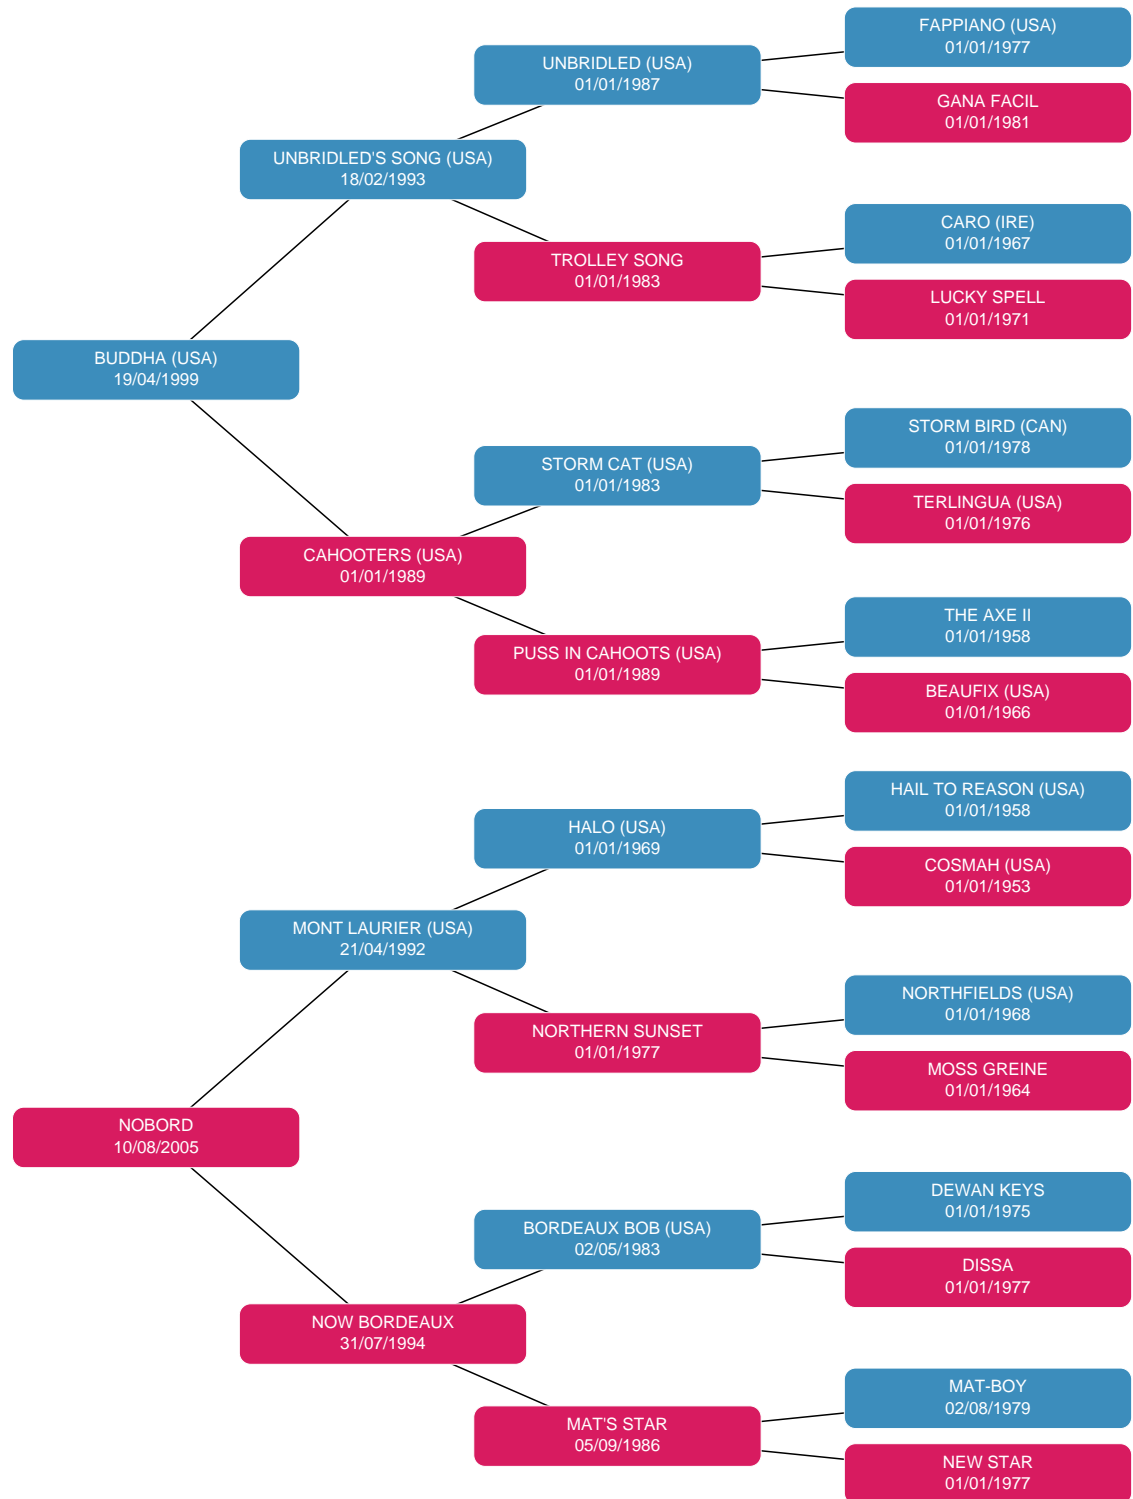 FAPPIANO (USA)
01/01/1977
UNBRIDLED (USA)
01/01/1987
GANA FACIL
01/01/1981
UNBRIDLED'S SONG (USA)
18/02/1993
CARO (IRE)
01/01/1967
TROLLEY SONG
01/01/1983
LUCKY SPELL
01/01/1971
BUDDHA (USA)
19/04/1999
STORM BIRD (CAN)
01/01/1978
STORM CAT (USA)
01/01/1983
TERLINGUA (USA)
01/01/1976
CAHOOTERS (USA)
01/01/1989
THE AXE II
01/01/1958
PUSS IN CAHOOTS (USA)
01/01/1989
BEAUFIX (USA)
01/01/1966
HAIL TO REASON (USA)
01/01/1958
HALO (USA)
01/01/1969
COSMAH (USA)
01/01/1953
MONT LAURIER (USA)
21/04/1992
NORTHFIELDS (USA)
01/01/1968
NORTHERN SUNSET
01/01/1977
MOSS GREINE
01/01/1964
NOBORD
10/08/2005
DEWAN KEYS
01/01/1975
BORDEAUX BOB (USA)
02/05/1983
DISSA
01/01/1977
NOW BORDEAUX
31/07/1994
MAT-BOY
02/08/1979
MAT'S STAR
05/09/1986
NEW STAR
01/01/1977